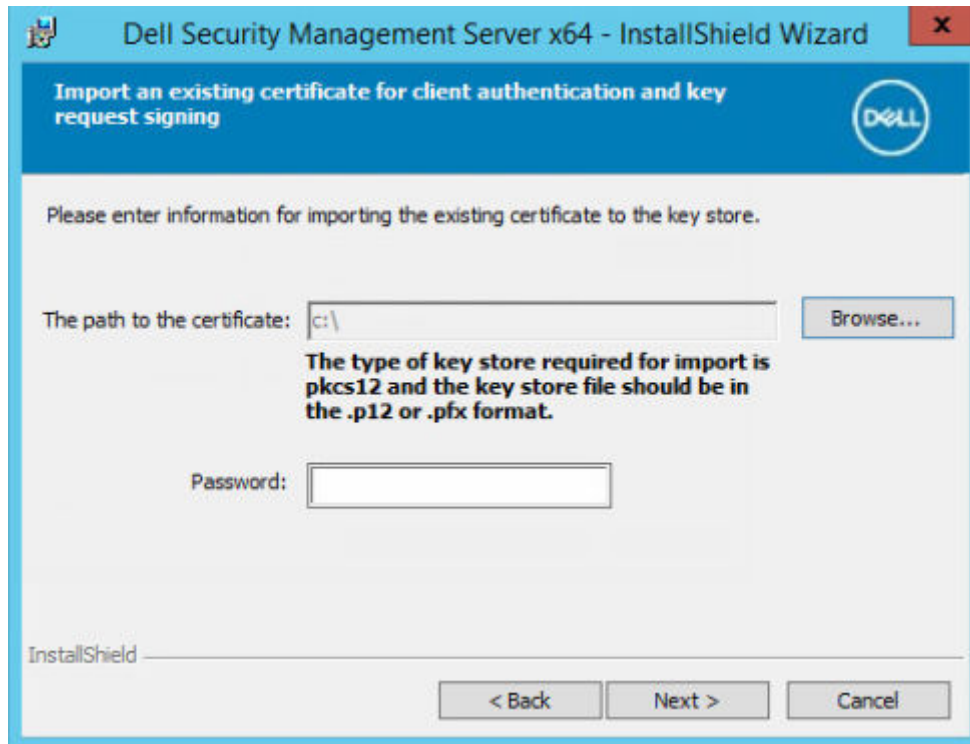 Dell Security Management Server x64 - InstallShield Wizard
x
Import an existing certificate for client authentication and key
request signing
DELL
Please enter information for importing the existing certificate to the key store.
The path to the certificate:
c:\
Browse...
The type of key store required for import is
pkcs12 and the key store file should be in
the .p12 or .pfx format.
Password:
InstallShield
< Back
Next >
Cancel